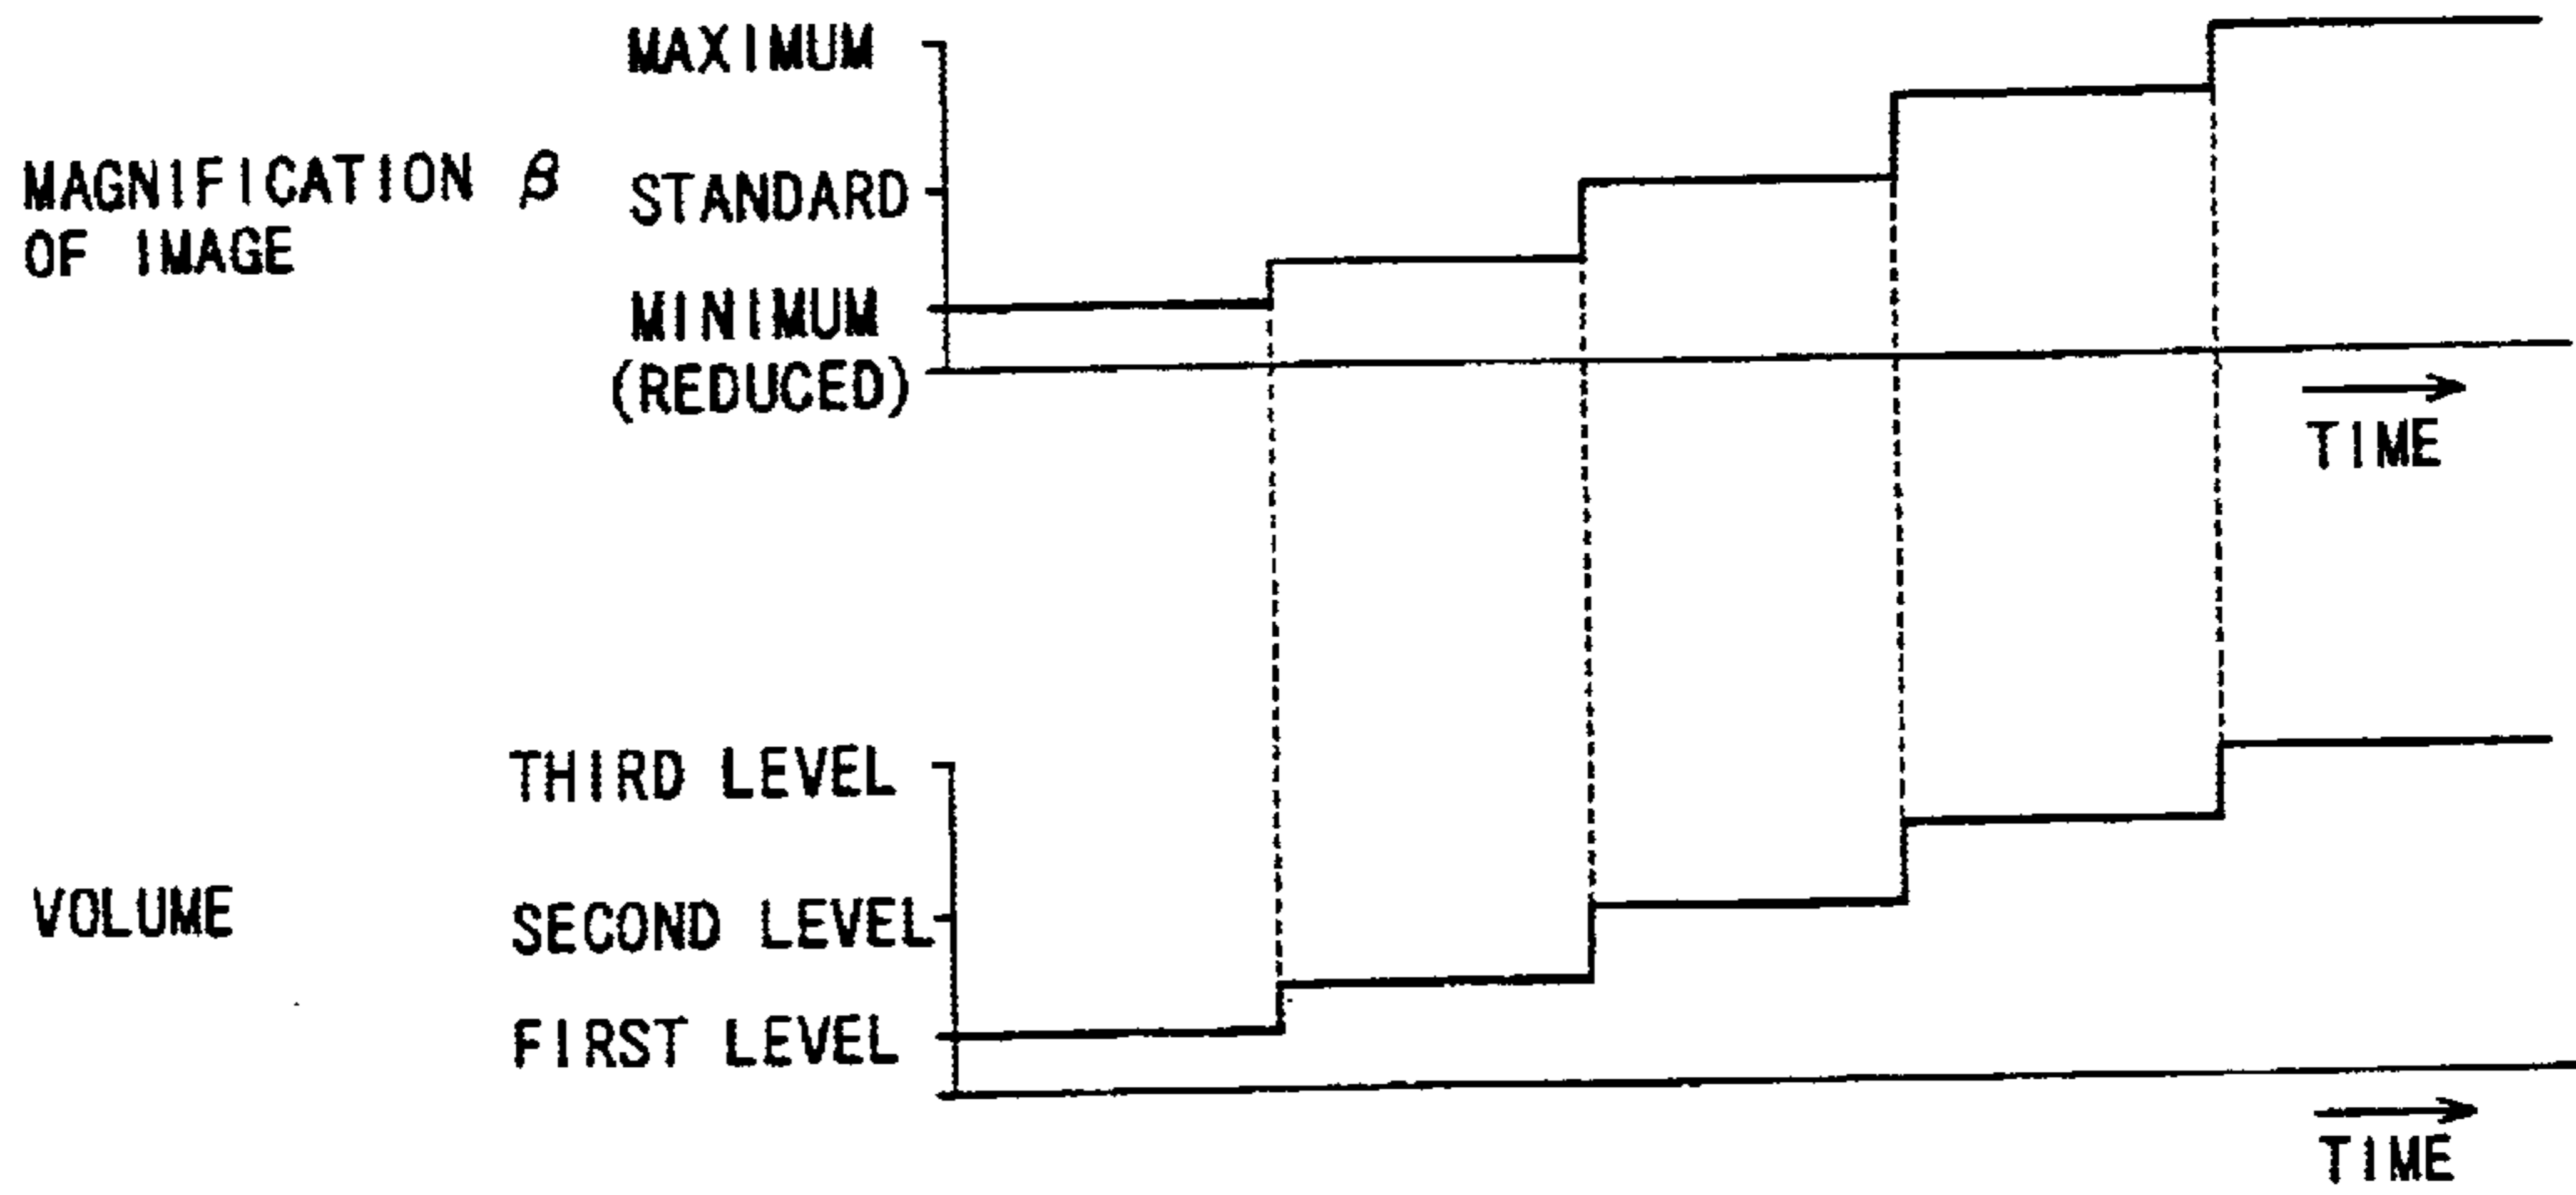 MAXIMUM
MAGNIFICATION β
OF IMAGE
STANDARD
MINIMUM
(REDUCED)
TIME
THIRD LEVEL
VOLUME
SECOND LEVEL
FIRST LEVEL
TIME